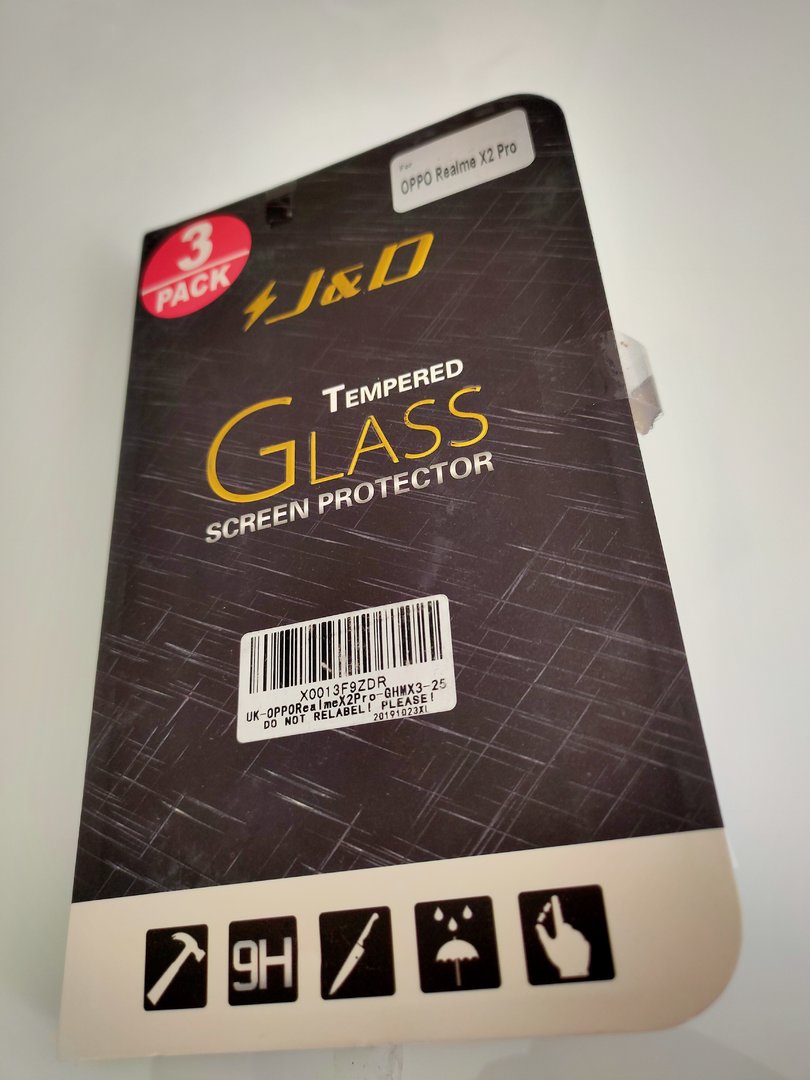 For
OPPO Realme X2 Pro
3
PACK
J&D
TEMPERED
GLASS
SCREEN PROTECTOR
X0013F9ZDR
UK-OPPORealmeX2Pro-GHMX3-25
DO NOT RELABEL! PLEASE!
20191023XL
9H